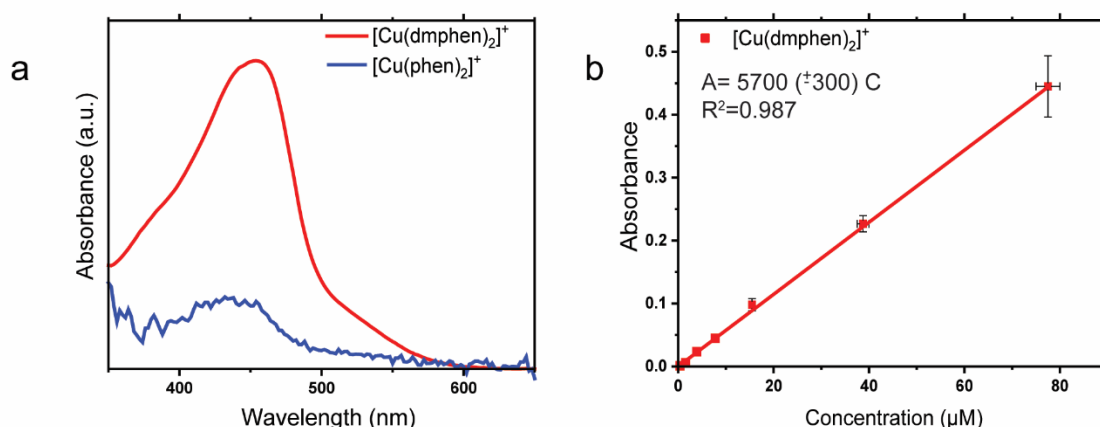 a
[Cu(dmphen)₂]⁺
[Cu(phen)₂]⁺
Absorbance (a.u.)
400
500
600
Wavelength (nm)
b
[Cu(dmphen)₂]⁺
A= 5700 (±300) C
R²=0.987
Absorbance
0.5
0.4
0.3
0.2
0.1
0.0
0
20
40
60
80
Concentration (µM)